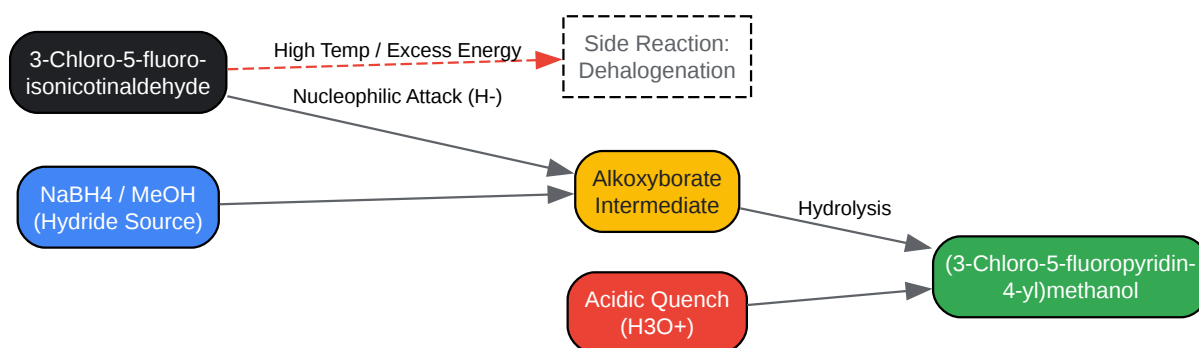 3-Chloro-5-fluoro-
isonicotinaldehyde
High Temp / Excess Energy
Side Reaction:
Dehalogenation
Nucleophilic Attack (H-)
NaBH4 / MeOH
(Hydride Source)
Alkoxyborate
Intermediate
Hydrolysis
(3-Chloro-5-fluoropyridin-
4-yl)methanol
Acidic Quench
(H3O+)